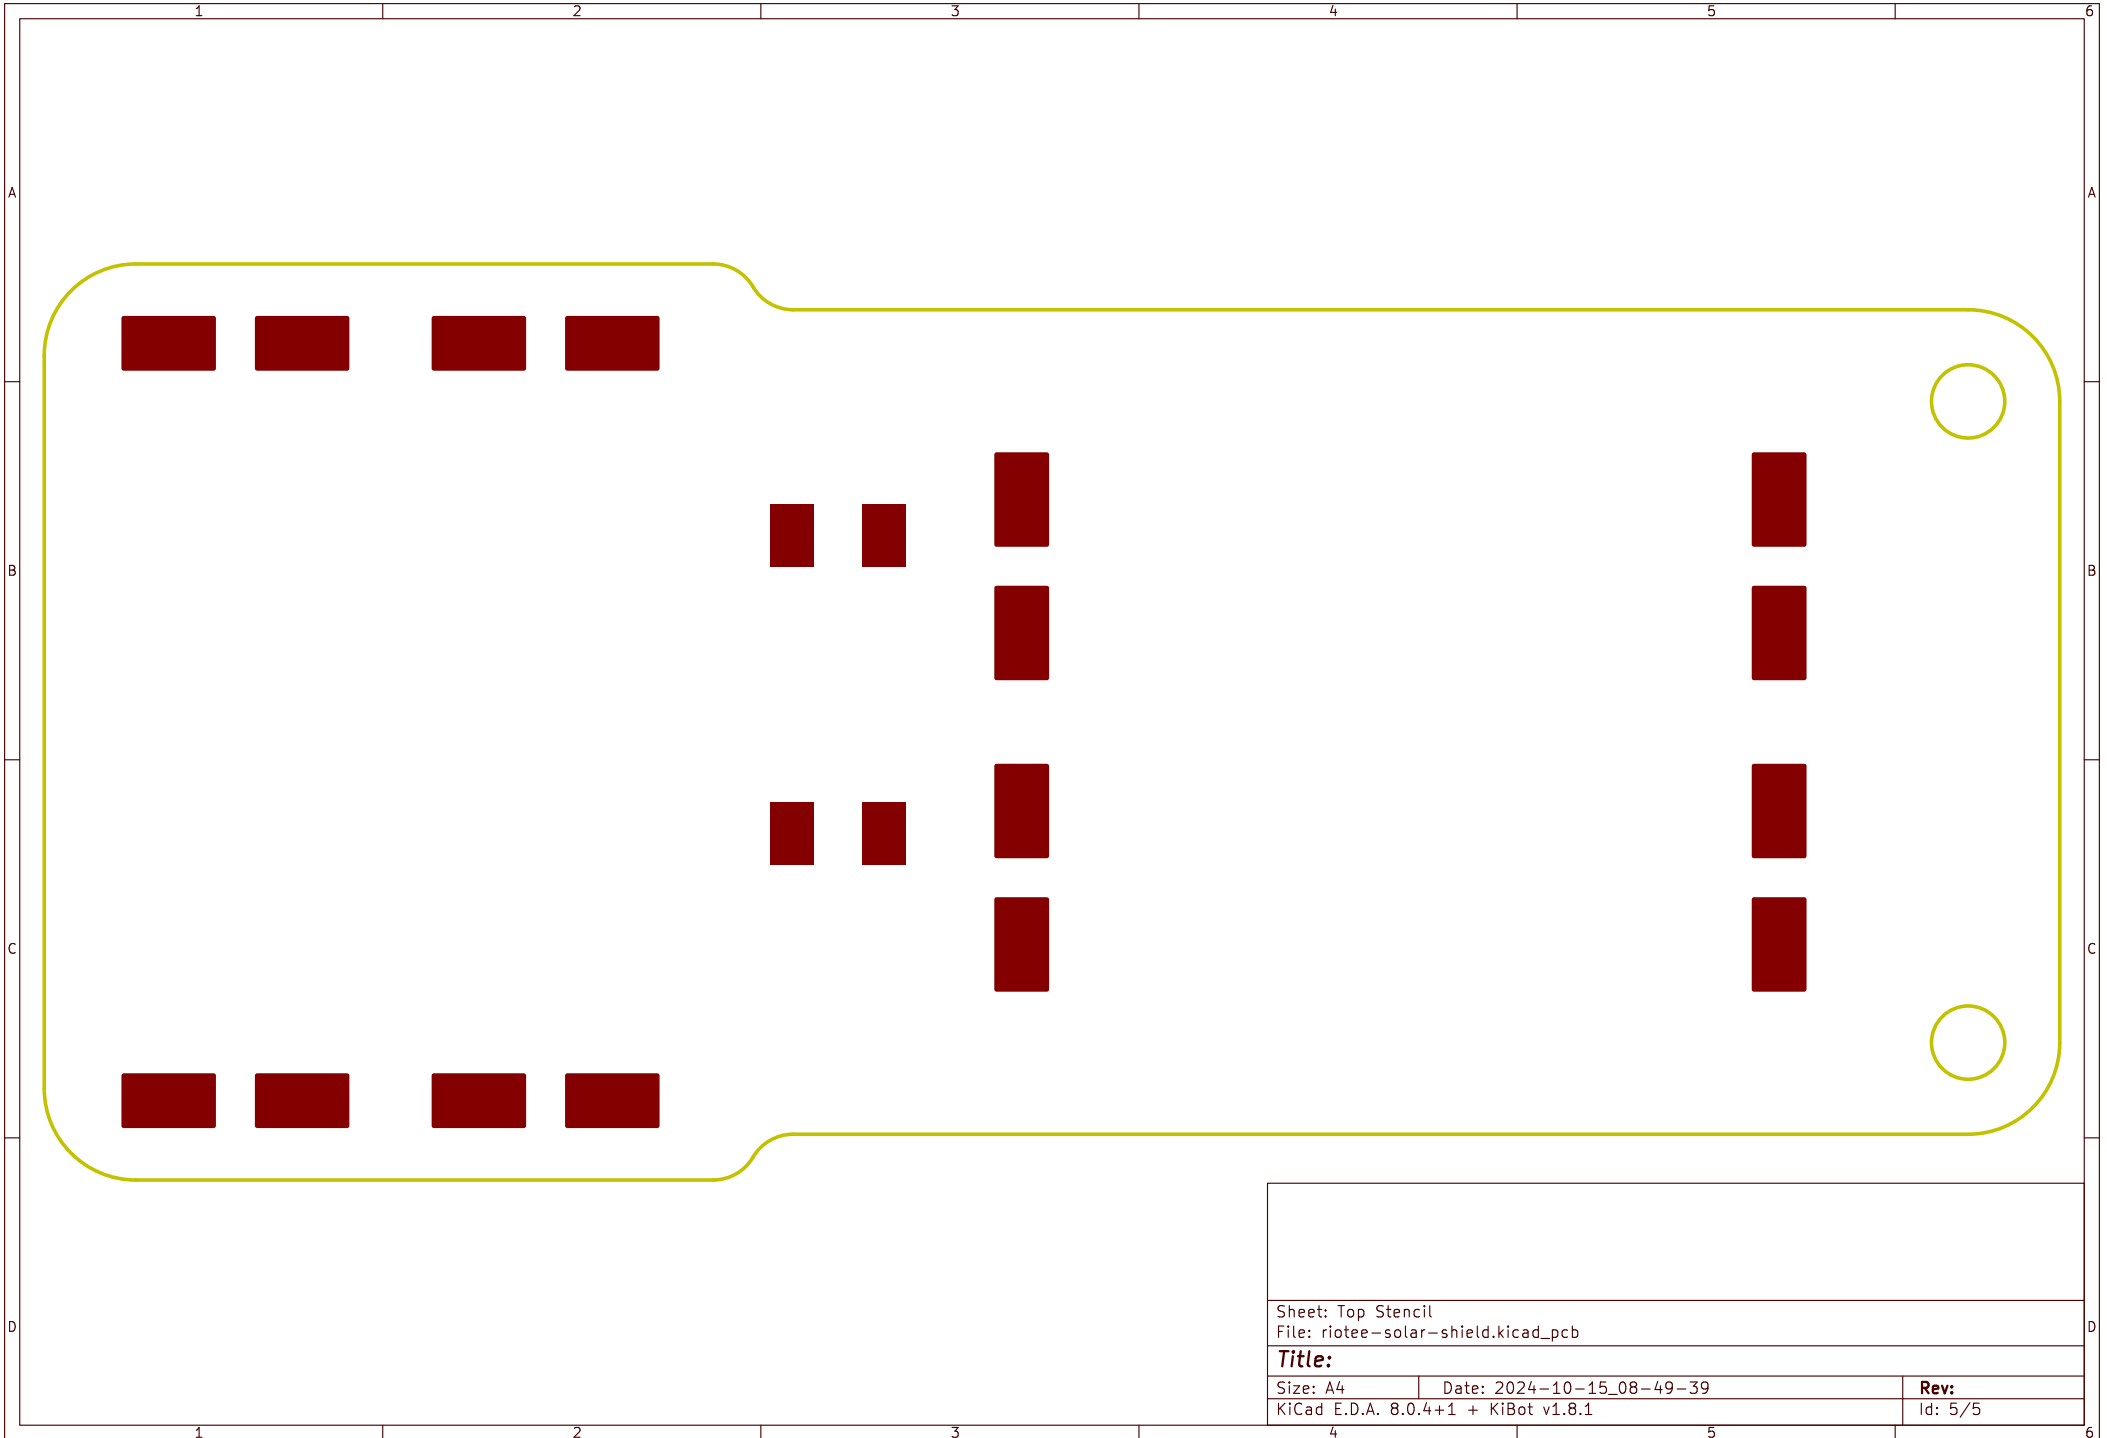 1 2 3 4 5 6
A A
B B
C C
D D
Sheet: Top Stencil
File: riotee-solar-shield.kicad_pcb
Title:
Size: A4 Date: 2024-10-15_08-49-39 Rev:
KiCad E.D.A. 8.0.4+1 + KiBot v1.8.1 Id: 5/5
1 2 3 4 5 6